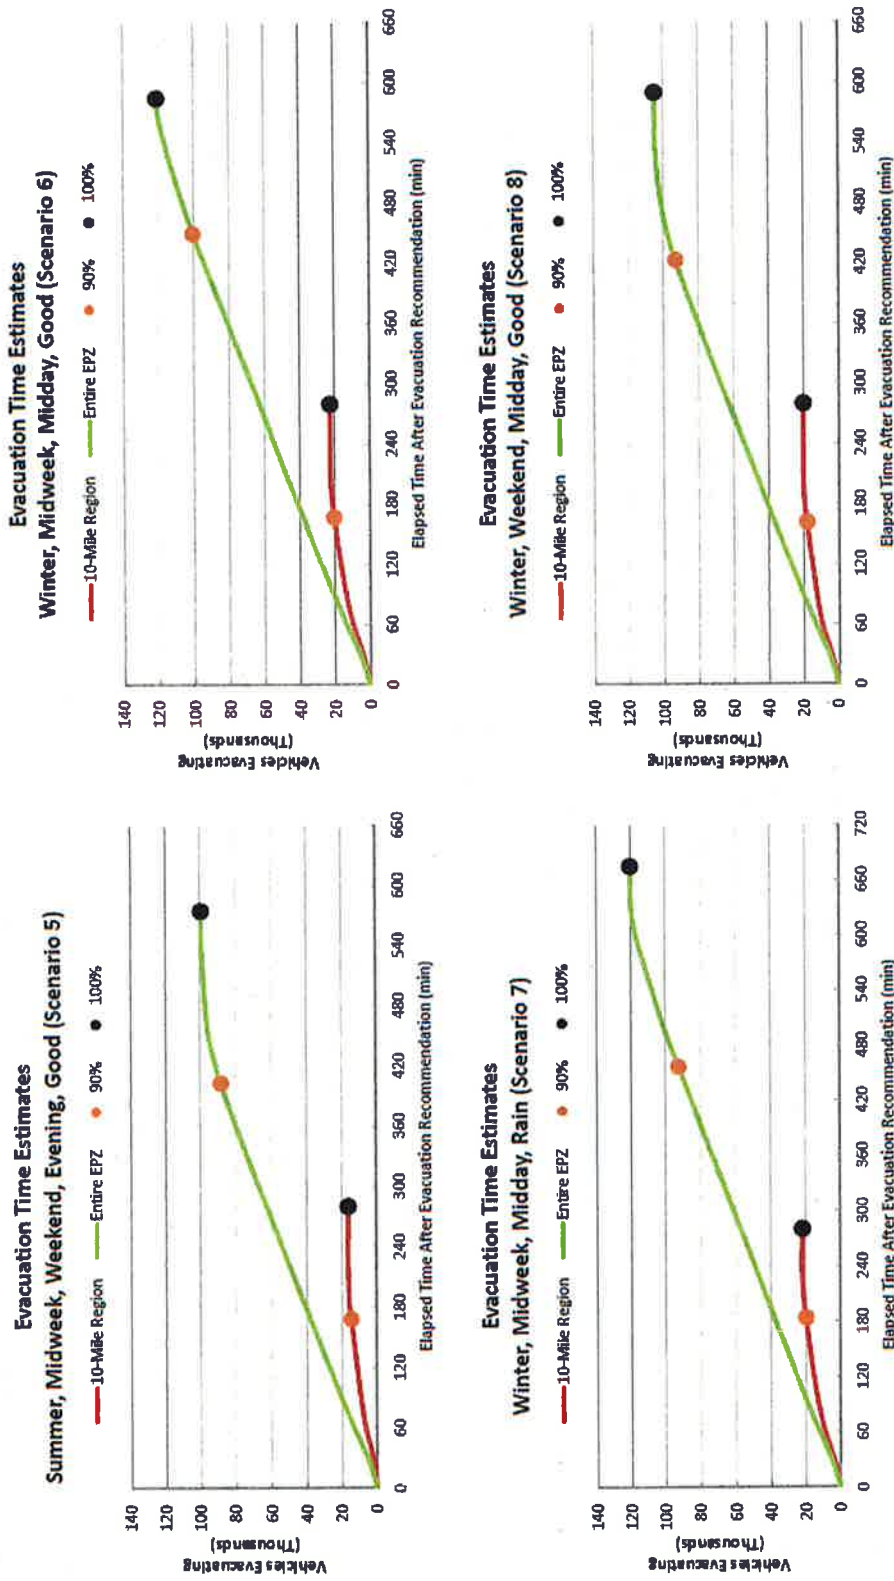 Evacuation Time Estimates
Summer, Midweek, Weekend, Evening, Good (Scenario 5)
10-Mile Region Entire EPZ 90% 100%
Vehicles Evacuating
(Thousands)
140
120
100
80
60
40
20
0
0 60 120 180 240 300 360 420 480 540 600 660
Elapsed Time After Evacuation Recommendation (min)
Evacuation Time Estimates
Winter, Midweek, Midday, Good (Scenario 6)
10-Mile Region Entire EPZ 90% 100%
Vehicles Evacuating
(Thousands)
140
120
100
80
60
40
20
0
0 60 120 180 240 300 360 420 480 540 600 660
Elapsed Time After Evacuation Recommendation (min)
Evacuation Time Estimates
Winter, Midweek, Midday, Rain (Scenario 7)
10-Mile Region Entire EPZ 90% 100%
Vehicles Evacuating
(Thousands)
140
120
100
80
60
40
20
0
0 60 120 180 240 300 360 420 480 540 600 660 720
Elapsed Time After Evacuation Recommendation (min)
Evacuation Time Estimates
Winter, Weekend, Midday, Good (Scenario 8)
10-Mile Region Entire EPZ 90% 100%
Vehicles Evacuating
(Thousands)
140
120
100
80
60
40
20
0
0 60 120 180 240 300 360 420 480 540 600 660
Elapsed Time After Evacuation Recommendation (min)